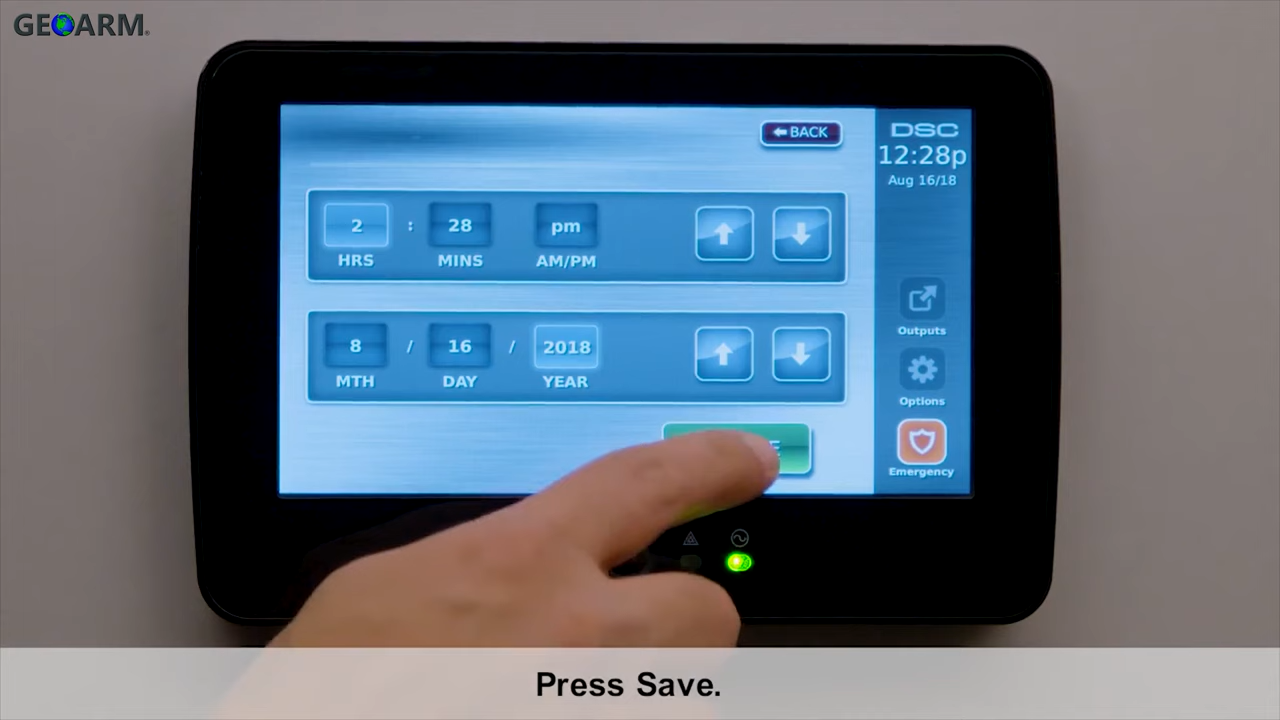 GEOARM®
BACK
DSC
12:28p
Aug 16/18
2 : 28 pm
HRS MINS AM/PM
8 / 16 / 2018
MTH DAY YEAR
Outputs
Options
Emergency
Press Save.